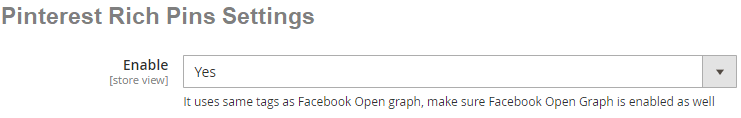 Pinterest Rich Pins Settings
Enable
Yes
[store view]
It uses same tags as Facebook Open graph, make sure Facebook Open Graph is enabled as well